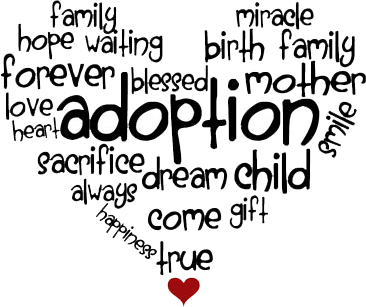 family
miracle
hope waiting
birth family
forever
blessed
mother
love
adoption
heart
smile
sacrifice
dream
child
always
happiness
come
gift
true